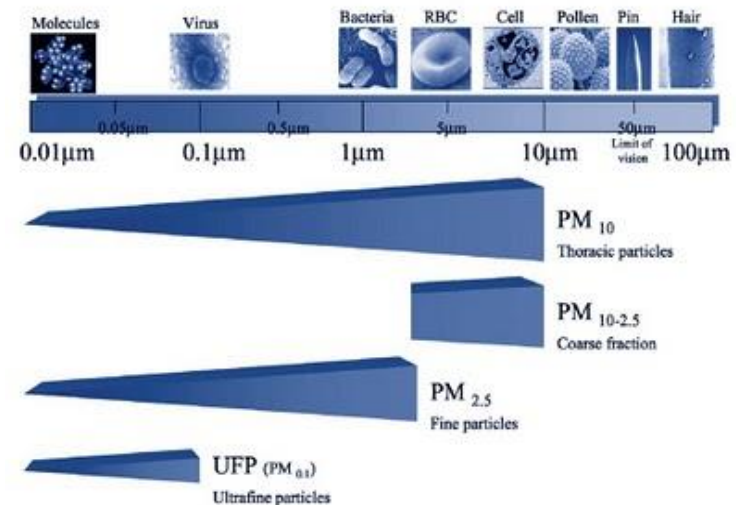 Molecules Virus Bacteria RBC Cell Pollen Pin Hair
0.05µm 0.5µm 5µm 50µm
0.01µm 0.1µm 1µm 10µm Limit of vision 100µm
PM 10
Thoracic particles
PM 10-2.5
Coarse fraction
PM 2.5
Fine particles
UFP (PM 0.1)
Ultrafine particles